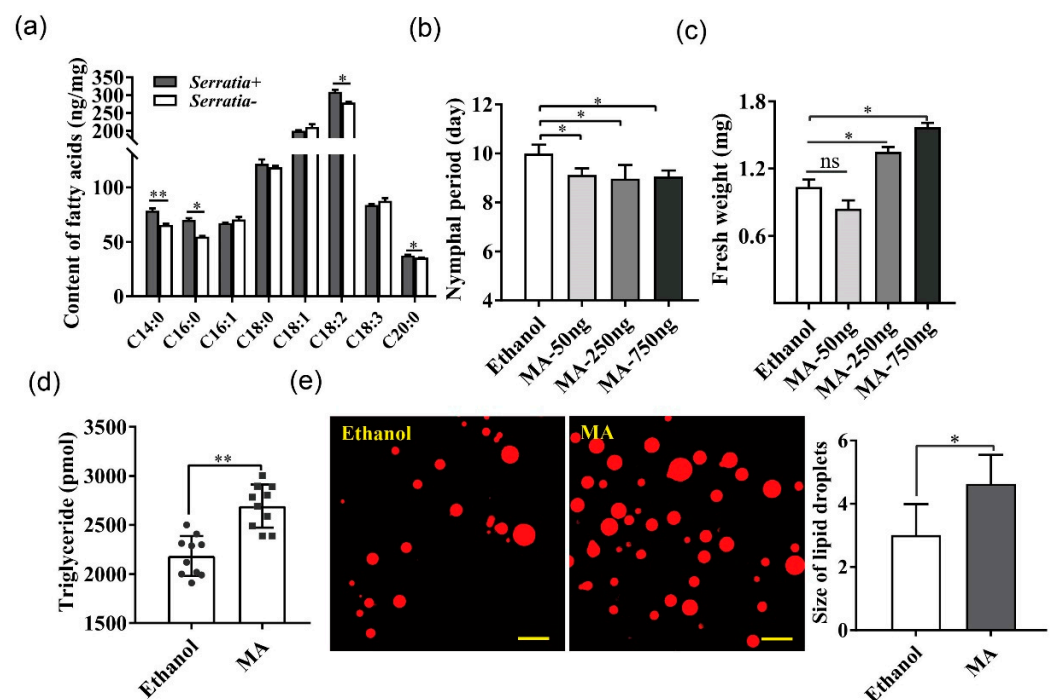 (a)
Content of fatty acids (ng/mg)
350
300
250
200
100
50
0
Serratia+
Serratia-
**
*
*
*
C14:0
C16:0
C16:1
C18:0
C18:1
C18:2
C18:3
C20:0
(b)
Nymphal period (day)
12
10
8
6
4
*
*
*
Ethanol
MA-50ng
MA-250ng
MA-750ng
(c)
Fresh weight (mg)
1.8
1.2
0.6
*
*
ns
Ethanol
MA-50ng
MA-250ng
MA-750ng
(d)
Triglyceride (pmol)
3500
3000
2500
2000
1500
**
Ethanol
MA
(e)
Ethanol
MA
Size of lipid droplets
6
4
2
0
*
Ethanol
MA